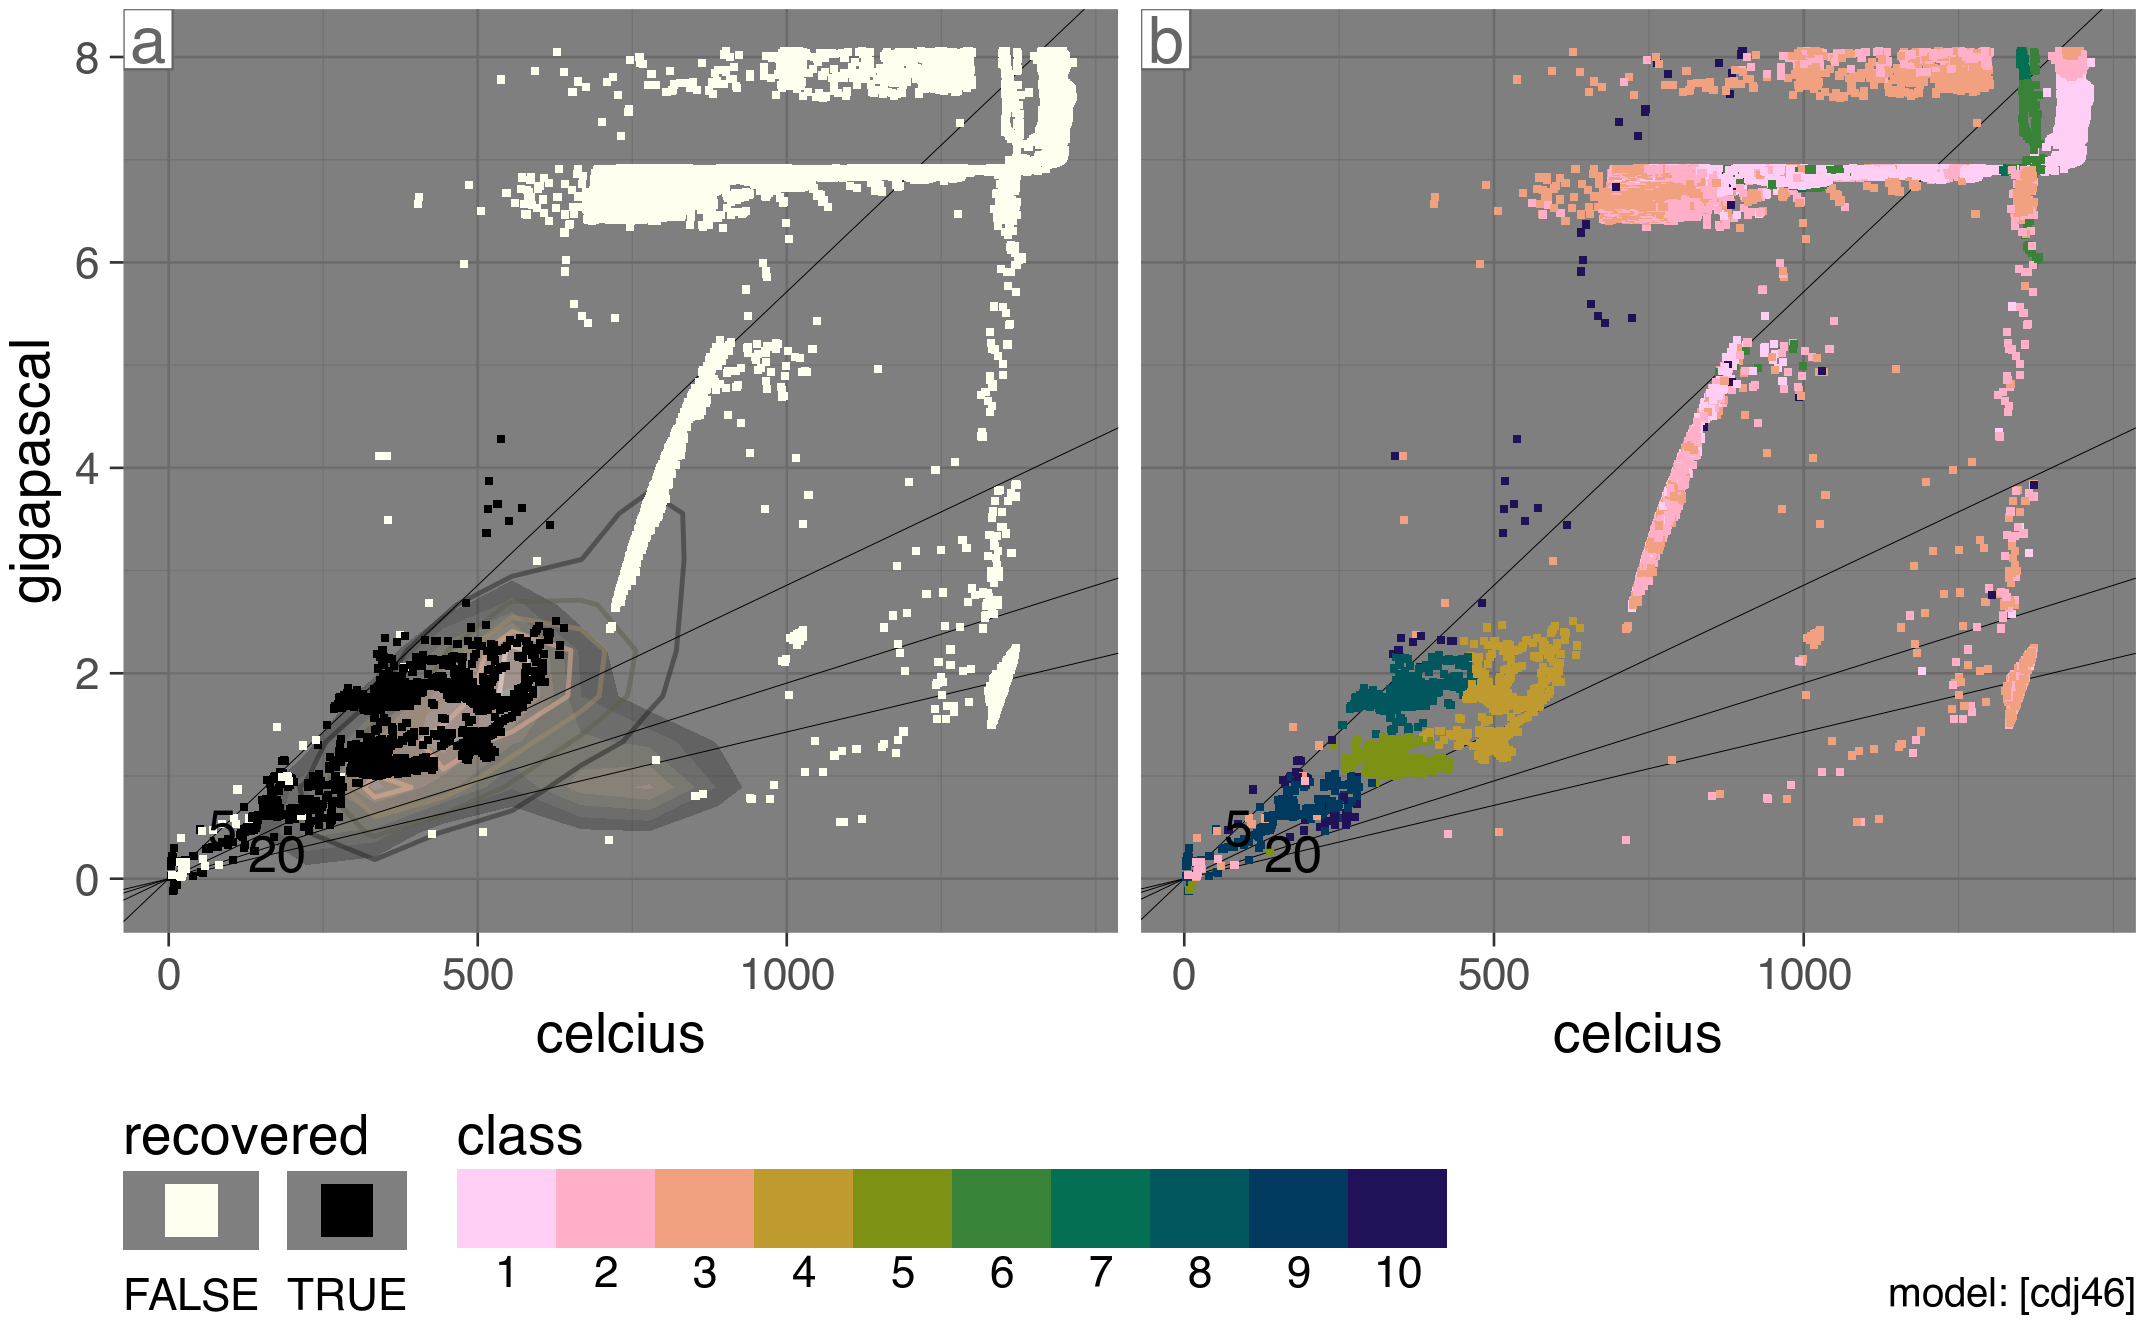 a
b
gigapascal
8
6
4
2
0
5
20
5
20
0 500 1000
0 500 1000
celcius
celcius
recovered
class
FALSE TRUE
1 2 3 4 5 6 7 8 9 10
model: [cdj46]